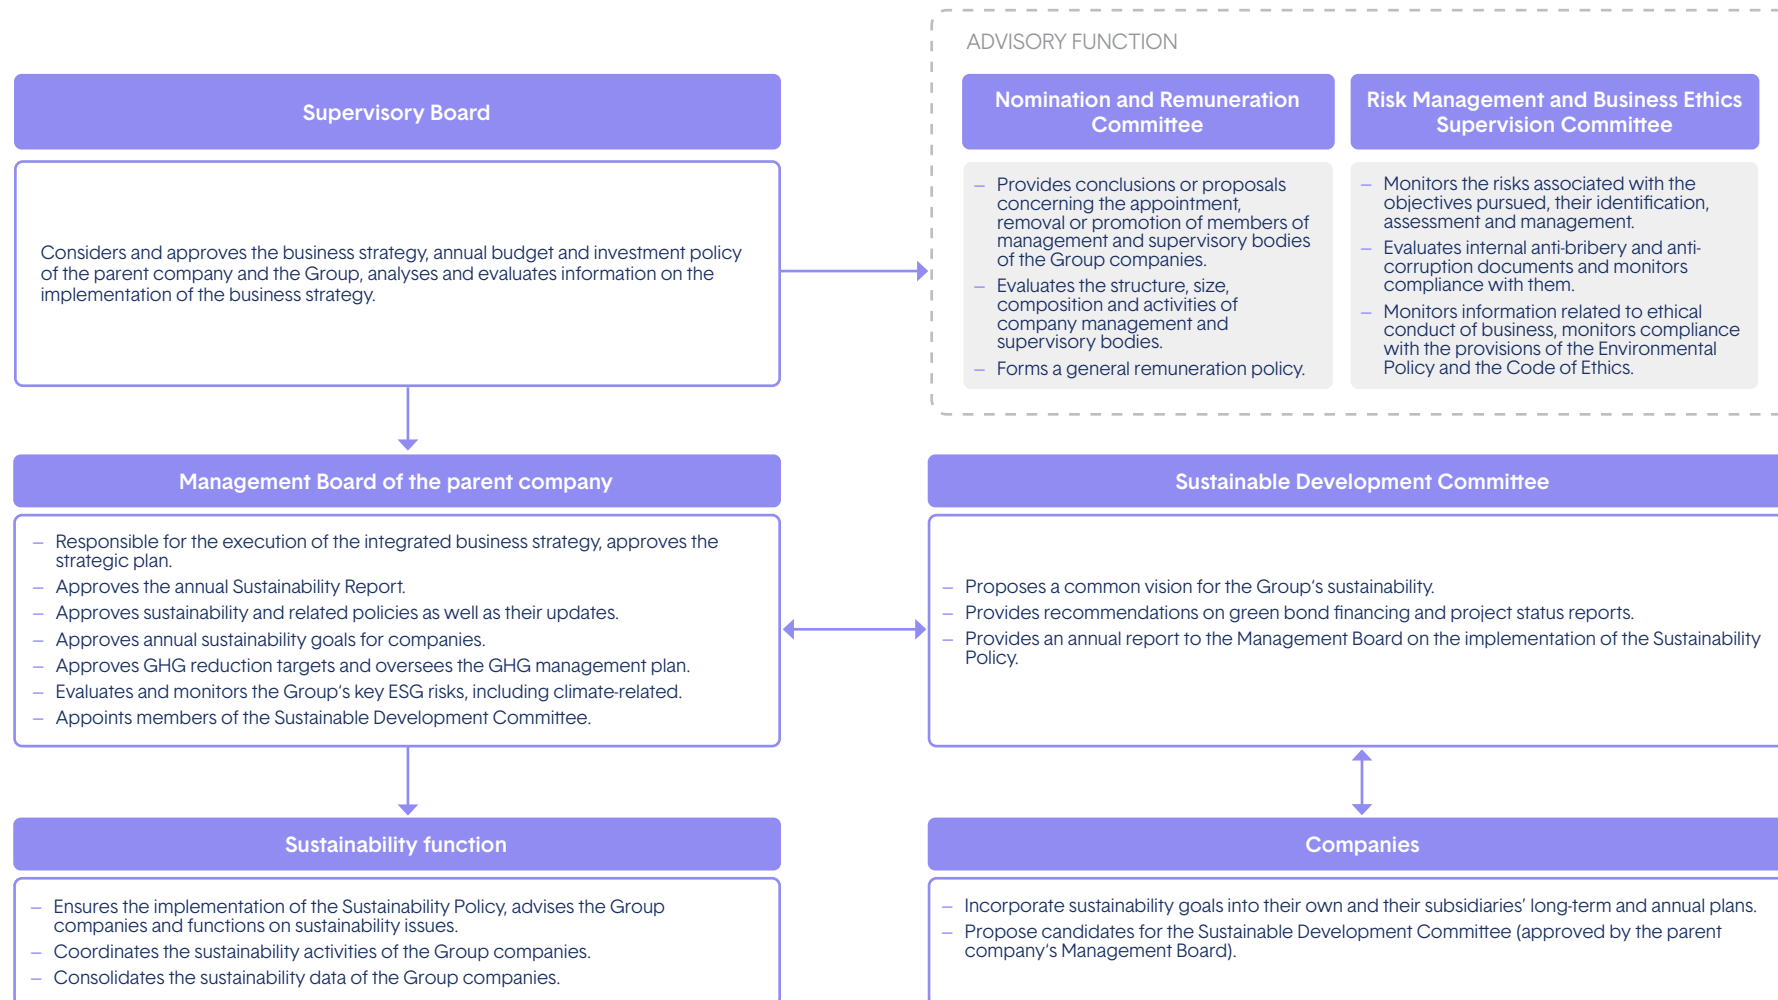 ADVISORY FUNCTION
Supervisory Board
Considers and approves the business strategy, annual budget and investment policy
of the parent company and the Group, analyses and evaluates information on the
implementation of the business strategy.
Nomination and Remuneration
Committee
– Provides conclusions or proposals
concerning the appointment,
removal or promotion of members of
management and supervisory bodies
of the Group companies.
– Evaluates the structure, size,
composition and activities of
company management and
supervisory bodies.
– Forms a general remuneration policy.
Risk Management and Business Ethics
Supervision Committee
– Monitors the risks associated with the
objectives pursued, their identification,
assessment and management.
– Evaluates internal anti-bribery and anti-
corruption documents and monitors
compliance with them.
– Monitors information related to ethical
conduct of business, monitors compliance
with the provisions of the Environmental
Policy and the Code of Ethics.
Management Board of the parent company
– Responsible for the execution of the integrated business strategy, approves the
strategic plan.
– Approves the annual Sustainability Report.
– Approves sustainability and related policies as well as their updates.
– Approves annual sustainability goals for companies.
– Approves GHG reduction targets and oversees the GHG management plan.
– Evaluates and monitors the Group's key ESG risks, including climate-related.
– Appoints members of the Sustainable Development Committee.
Sustainable Development Committee
– Proposes a common vision for the Group's sustainability.
– Provides recommendations on green bond financing and project status reports.
– Provides an annual report to the Management Board on the implementation of the Sustainability
Policy.
Sustainability function
– Ensures the implementation of the Sustainability Policy, advises the Group
companies and functions on sustainability issues.
– Coordinates the sustainability activities of the Group companies.
– Consolidates the sustainability data of the Group companies.
Companies
– Incorporate sustainability goals into their own and their subsidiaries' long-term and annual plans.
– Propose candidates for the Sustainable Development Committee (approved by the parent
company's Management Board).